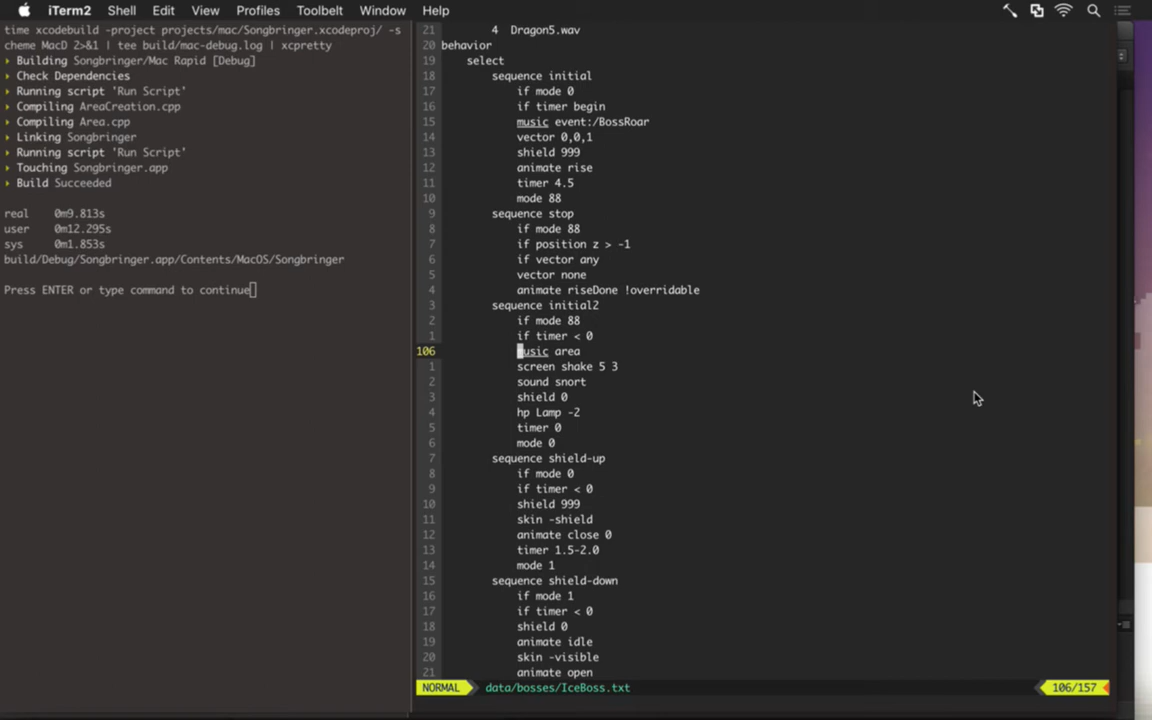 iTerm2 Shell Edit View Profiles Toolbelt Window Help
time xcodebuild -project projects/mac/Songbringer.xcodeproj/ -s
cheme MacD 2>&1 | tee build/mac-debug.log | xcpretty
Building Songbringer/Mac Rapid [Debug]
Check Dependencies
Running script 'Run Script'
Compiling AreaCreation.cpp
Compiling Area.cpp
Linking Songbringer
Running script 'Run Script'
Touching Songbringer.app
Build Succeeded
real 0m9.813s
user 0m12.295s
sys 0m1.853s
build/Debug/Songbringer.app/Contents/MacOS/Songbringer
Press ENTER or type command to continue
21 4 Dragon5.wav
20 behavior
19 select
18 sequence initial
17 if mode 0
16 if timer begin
15 music event:/BossRoar
14 vector 0,0,1
13 shield 999
12 animate rise
11 timer 4.5
10 mode 88
9 sequence stop
8 if mode 88
7 if position z > -1
6 if vector any
5 vector none
4 animate riseDone !overridable
3 sequence initial2
2 if mode 88
1 if timer < 0
106 music area
1 screen shake 5 3
2 sound snort
3 shield 0
4 hp Lamp -2
5 timer 0
6 mode 0
7 sequence shield-up
8 if mode 0
9 if timer < 0
10 shield 999
11 skin -shield
12 animate close 0
13 timer 1.5-2.0
14 mode 1
15 sequence shield-down
16 if mode 1
17 if timer < 0
18 shield 0
19 animate idle
20 skin -visible
21 animate open
NORMAL data/bosses/IceBoss.txt 106/157